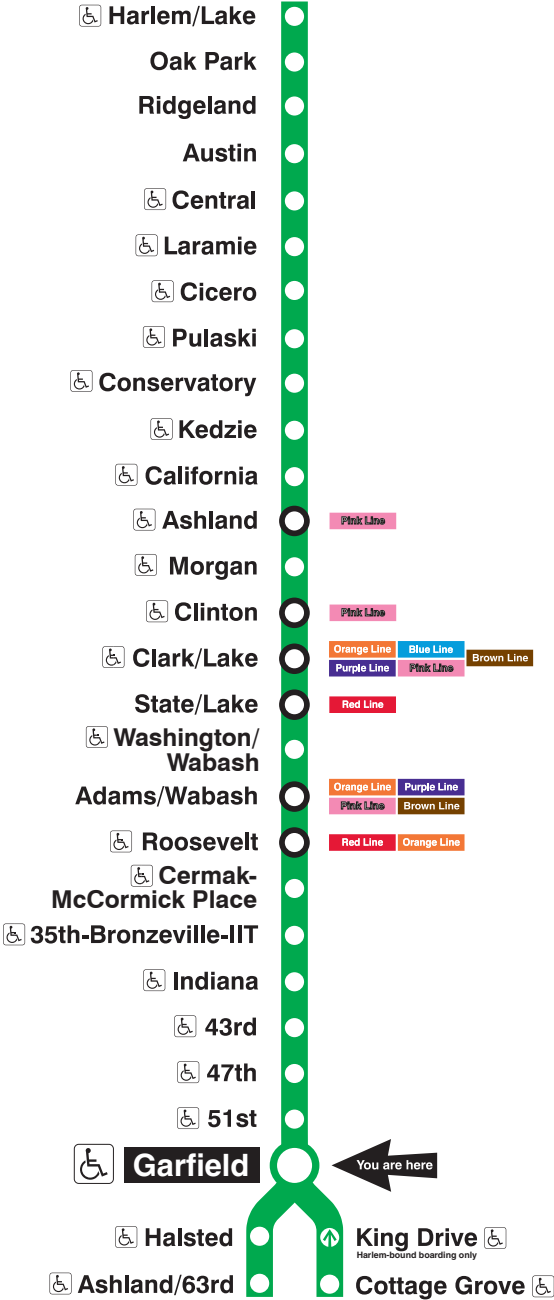 Harlem/Lake
Oak Park
Ridgeland
Austin
Central
Laramie
Cicero
Pulaski
Conservatory
Kedzie
California
Ashland
Pink Line
Morgan
Clinton
Pink Line
Clark/Lake
Orange Line Blue Line
Brown Line
Purple Line Pink Line
State/Lake
Red Line
Washington/
Wabash
Adams/Wabash
Orange Line Purple Line
Pink Line Brown Line
Roosevelt
Red Line Orange Line
Cermak-
McCormick Place
35th-Bronzeville-IIT
Indiana
43rd
47th
51st
Garfield
You are here
Halsted
King Drive
Harlem-bound boarding only
Ashland/63rd
Cottage Grove